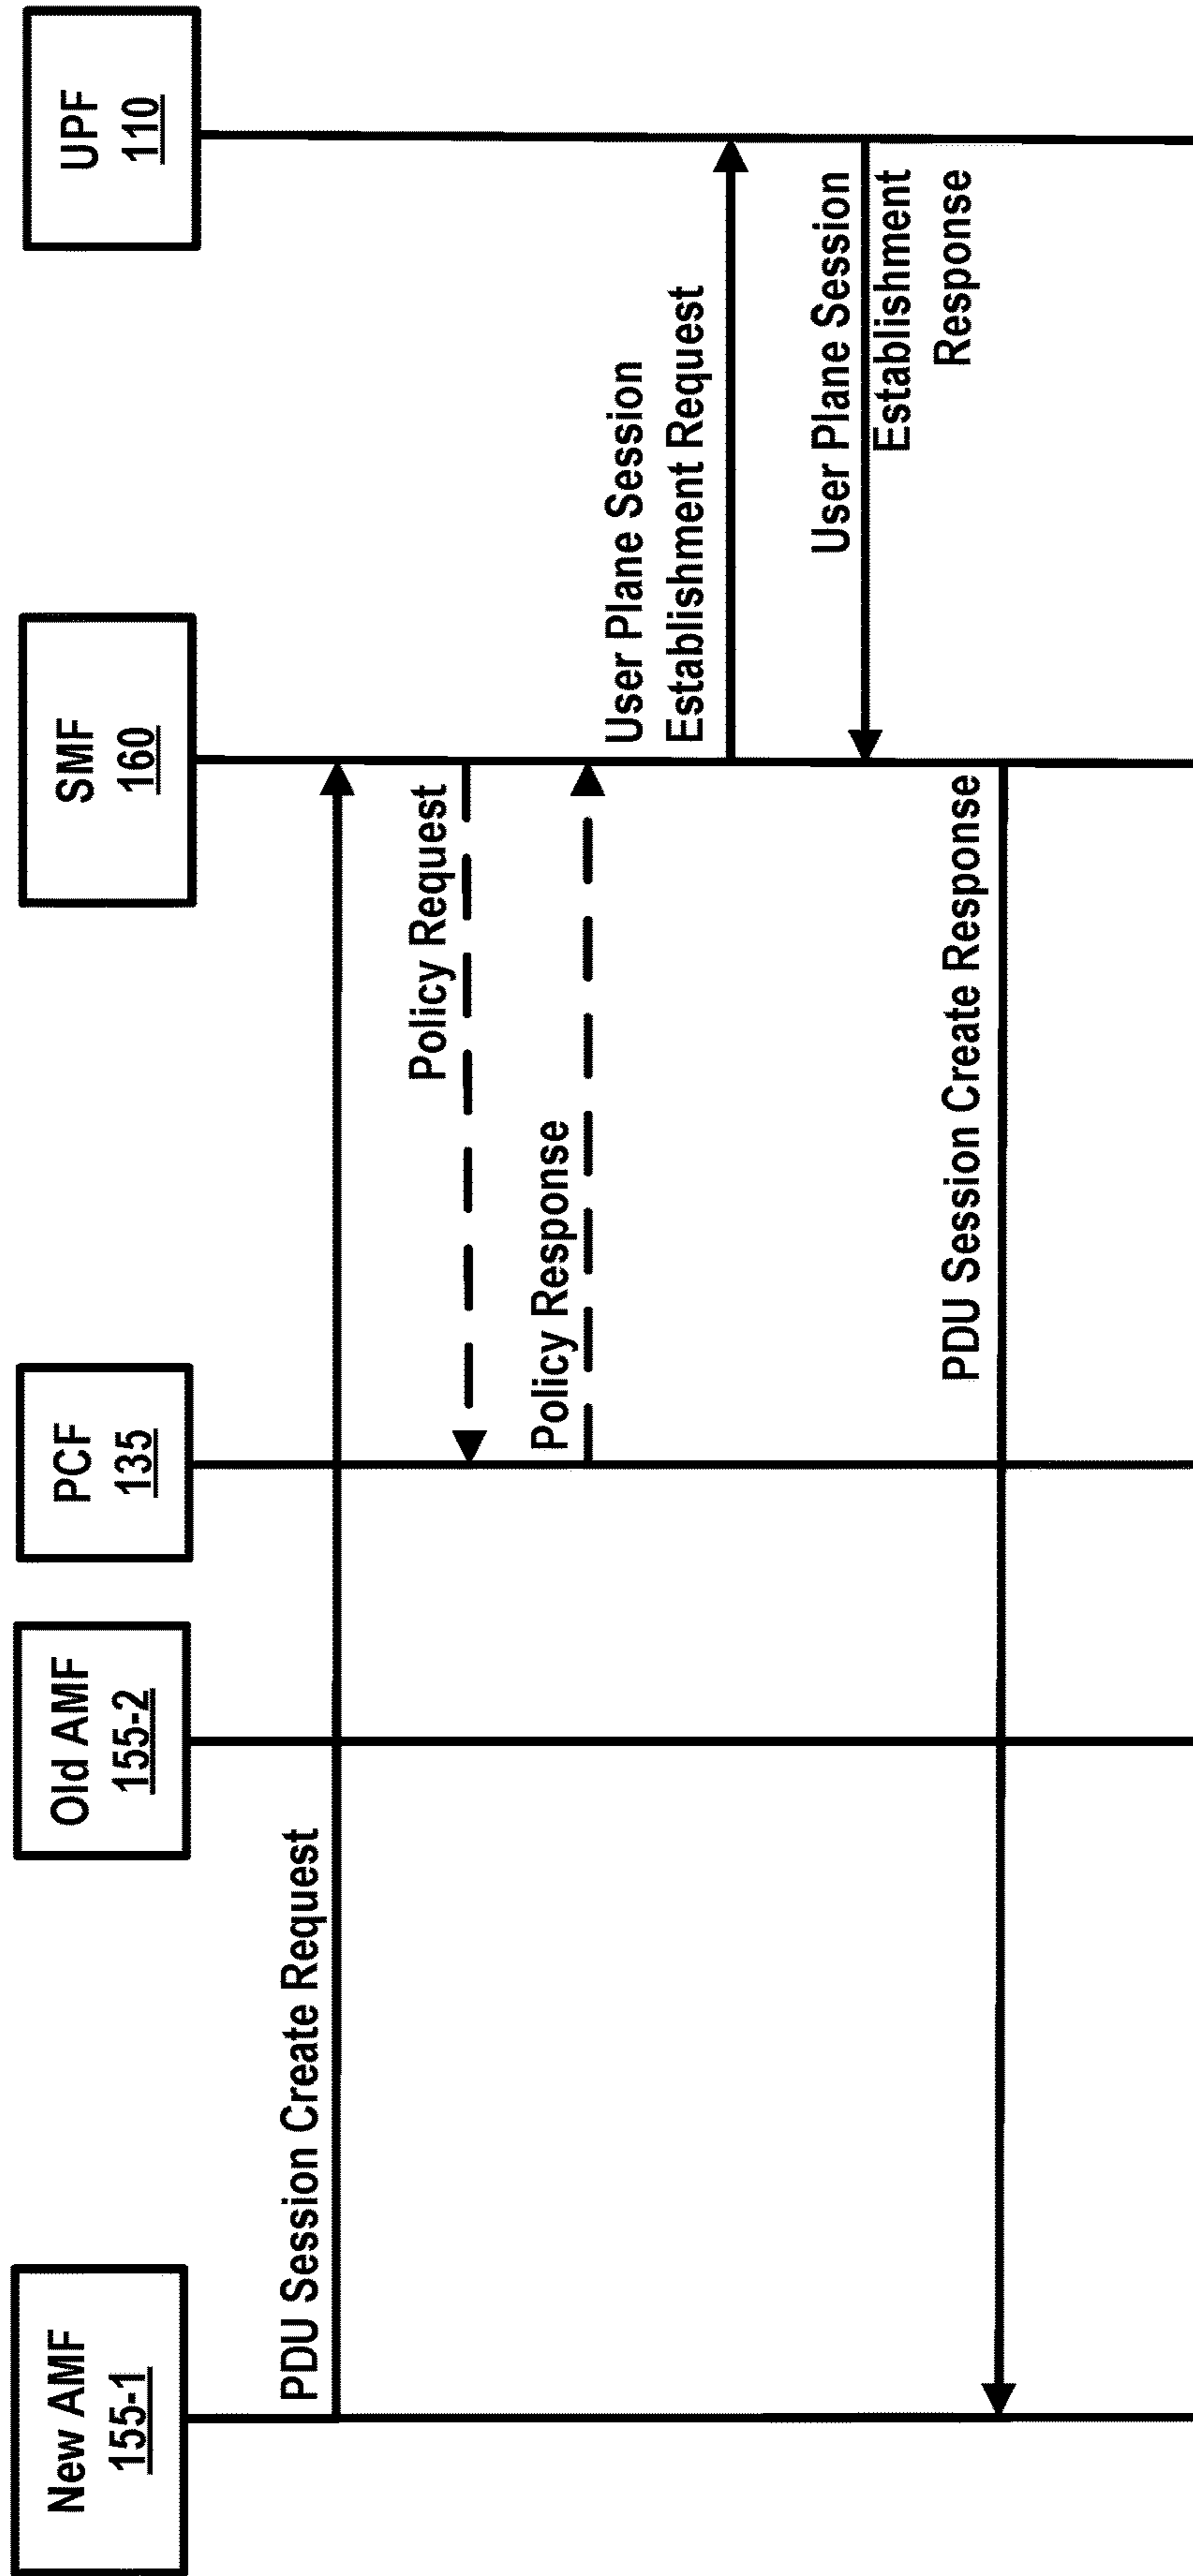 New AMF
155-1
Old AMF
155-2
PCF
135
SMF
160
UPF
110
PDU Session Create Request
Policy Request
Policy Response
User Plane Session
Establishment Request
User Plane Session
Establishment
Response
PDU Session Create Response